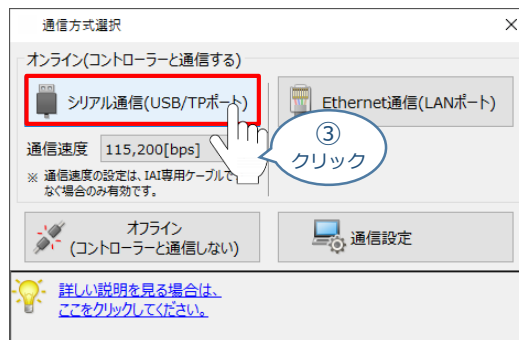 通信方式選択
オンライン(コントローラーと通信する)
シリアル通信(USB/TPポート)
Ethernet通信(LANポート)
通信速度 115,200[bps]
③
クリック
※ 通信速度の設定は、IAI専用ケーブルで
なぐ場合のみ有効です。
オフライン
(コントローラーと通信しない)
通信設定
詳しい説明を見る場合は、
ここをクリックしてください。